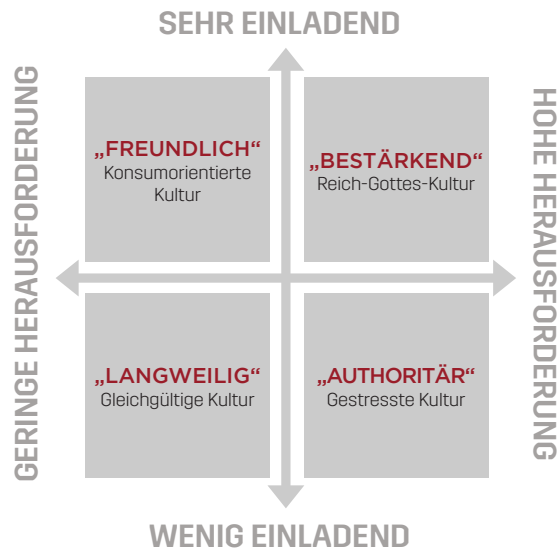 SEHR EINLADEND
GERINGE HERAUSFORDERUNG
HOHE HERAUSFORDERUNG
„FREUNDLICH“
Konsumorientierte
Kultur
„BESTÄRKEND“
Reich-Gottes-Kultur
„LANGWEILIG“
Gleichgültige Kultur
„AUTHORITÄR“
Gestresste Kultur
WENIG EINLADEND